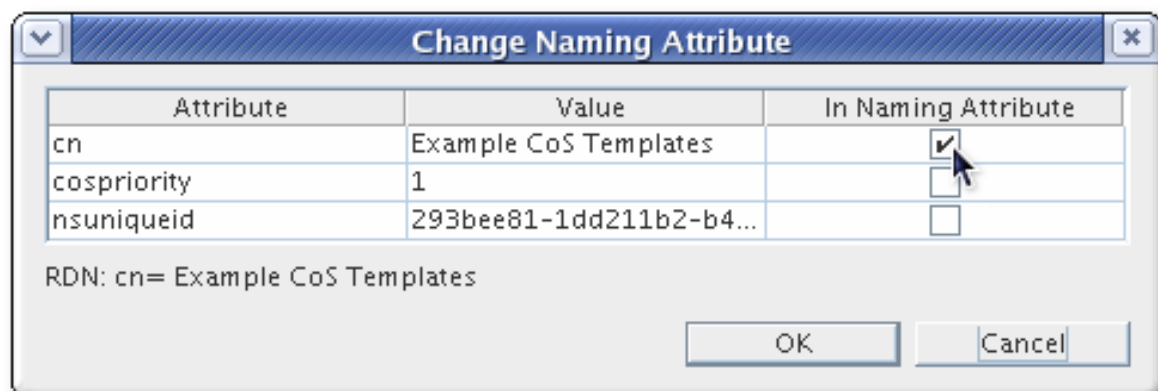 Change Naming Attribute
Attribute Value In Naming Attribute
cn Example CoS Templates
cospriority 1
nsuniqueid 293bee81-1dd211b2-b4...
RDN: cn= Example CoS Templates
OK Cancel